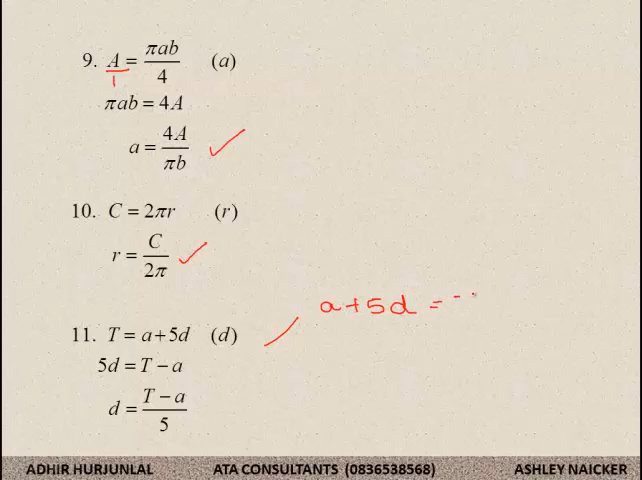 9. A = πab/4 (a)
1
πab = 4A
a = 4A/πb
10. C = 2πr (r)
r = C/2π
a + 5d =
11. T = a + 5d (d)
5d = T − a
d = T − a/5
ADHIR HURJUNLAL ATA CONSULTANTS (0836538568) ASHLEY NAICKER